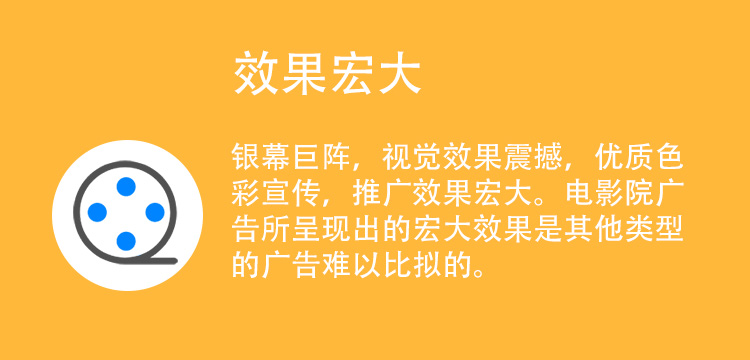 效果宏大
银幕巨阵，视觉效果震撼，优质色
彩宣传，推广效果宏大。电影院广
告所呈现出的宏大效果是其他类型
的广告难以比拟的。